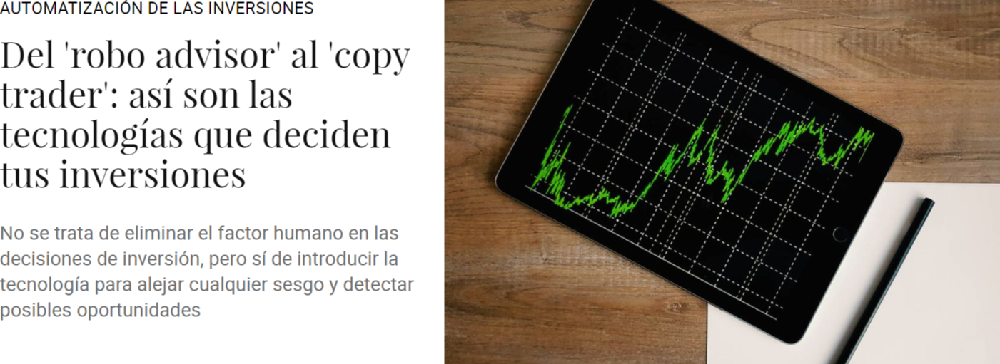 AUTOMATIZACIÓN DE LAS INVERSIONES
Del 'robo advisor' al 'copy
trader': así son las
tecnologías que deciden
tus inversiones
No se trata de eliminar el factor humano en las
decisiones de inversión, pero sí de introducir la
tecnología para alejar cualquier sesgo y detectar
posibles oportunidades